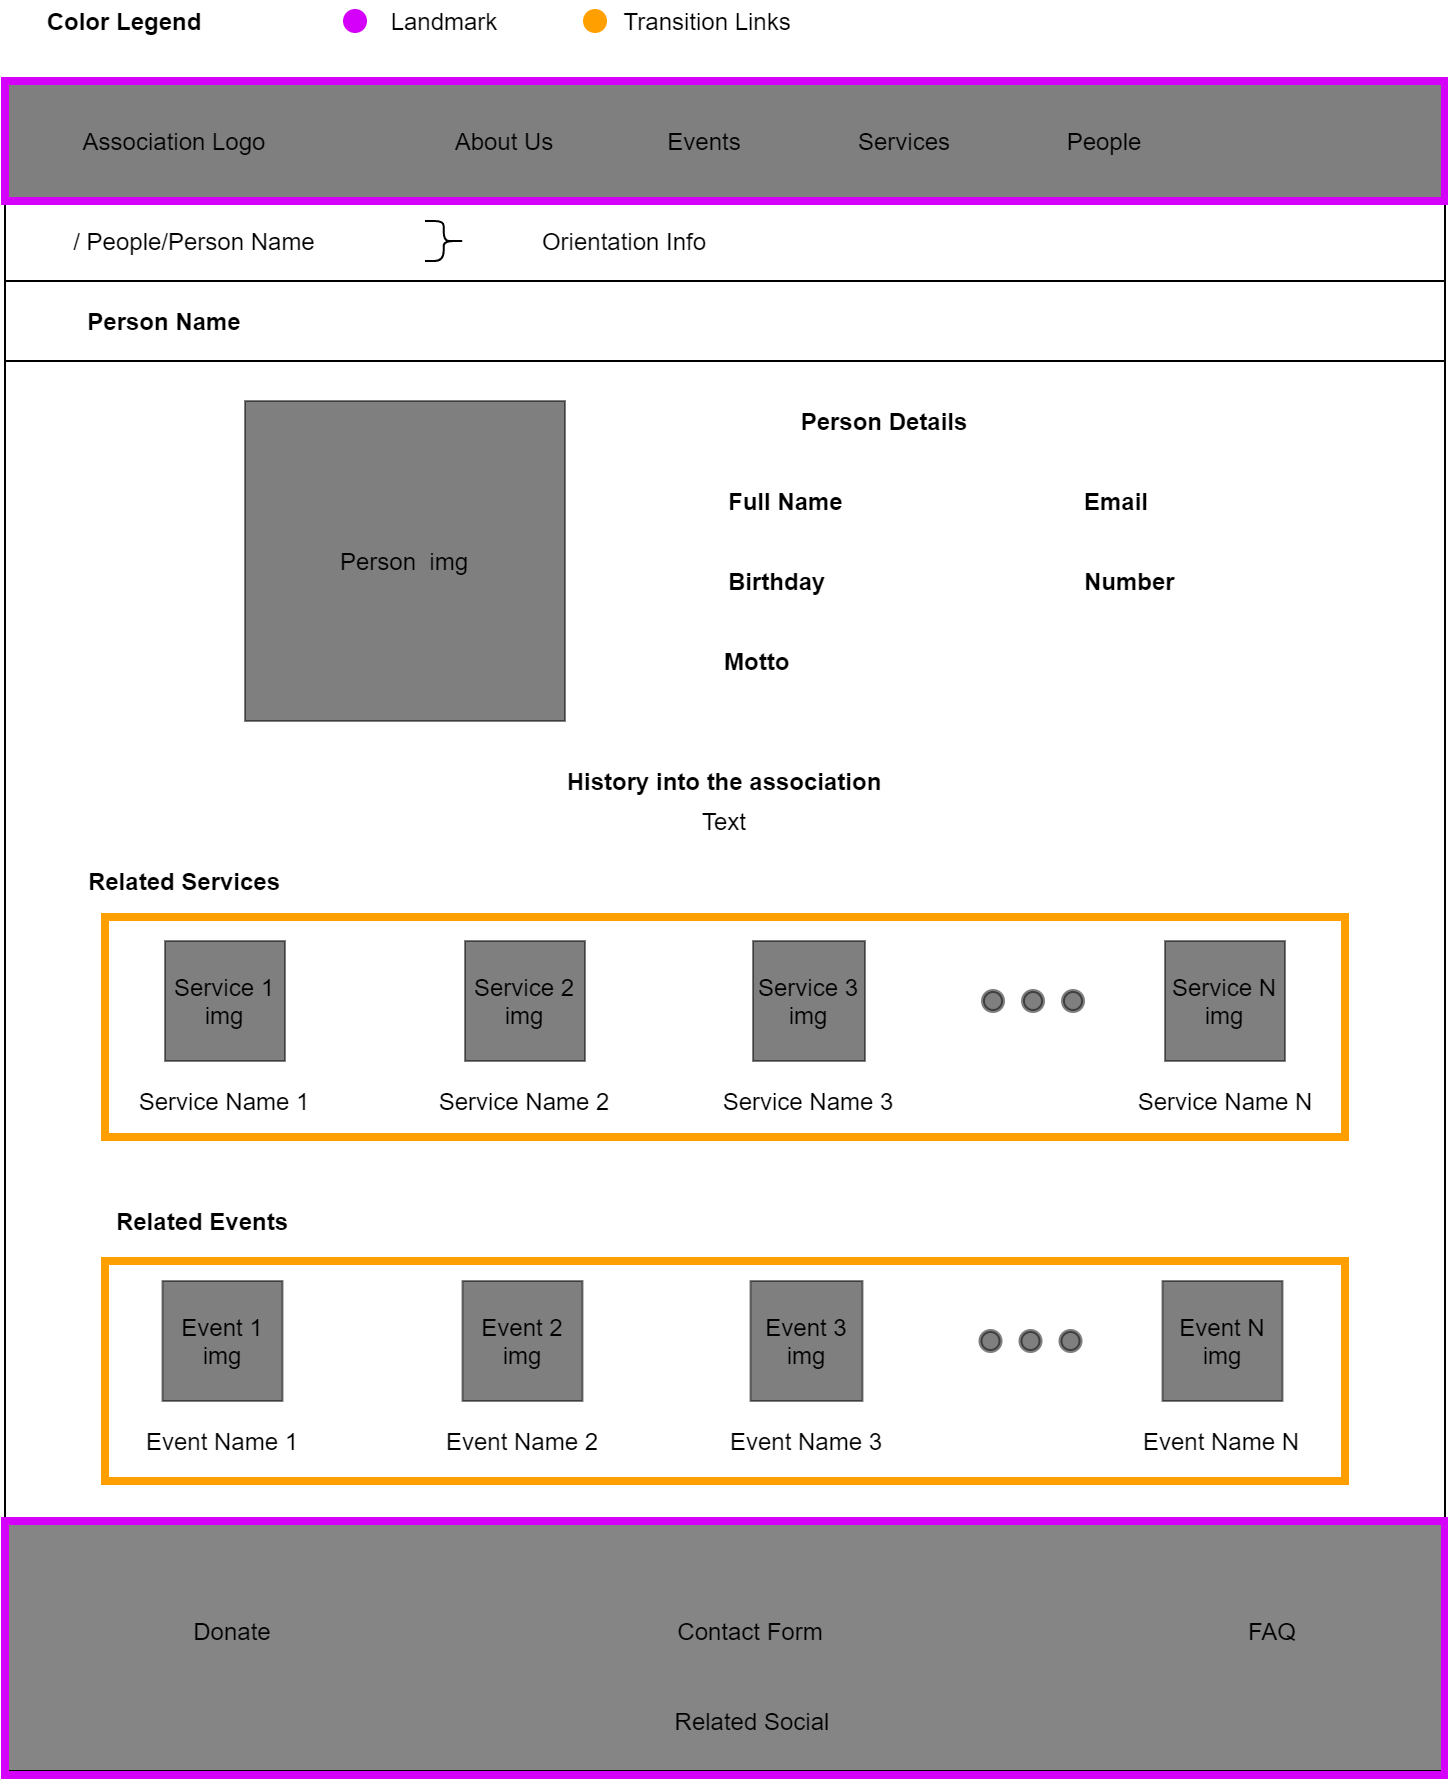 Color Legend Landmark Transition Links
Association Logo About Us Events Services People
/ People/Person Name Orientation Info
Person Name
Person Details
Full Name Email
Person img
Birthday Number
Motto
History into the association
Text
Related Services
Service 1 Service 2 Service 3 Service N
img img img img
Service Name 1 Service Name 2 Service Name 3 Service Name N
Related Events
Event 1 Event 2 Event 3 Event N
img img img img
Event Name 1 Event Name 2 Event Name 3 Event Name N
Donate Contact Form FAQ
Related Social